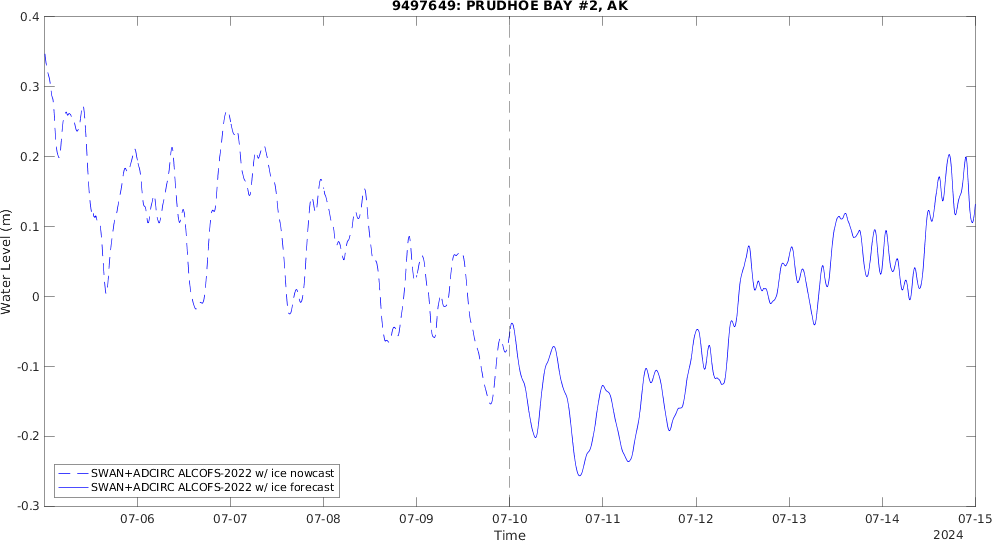 9497649: PRUDHOE BAY #2, AK
0.4
0.3
0.2
0.1
0
-0.1
-0.2
-0.3
Water Level (m)
SWAN+ADCIRC ALCOFS-2022 w/ ice nowcast
SWAN+ADCIRC ALCOFS-2022 w/ ice forecast
07-06 07-07 07-08 07-09 07-10 07-11 07-12 07-13 07-14 07-15
Time
2024